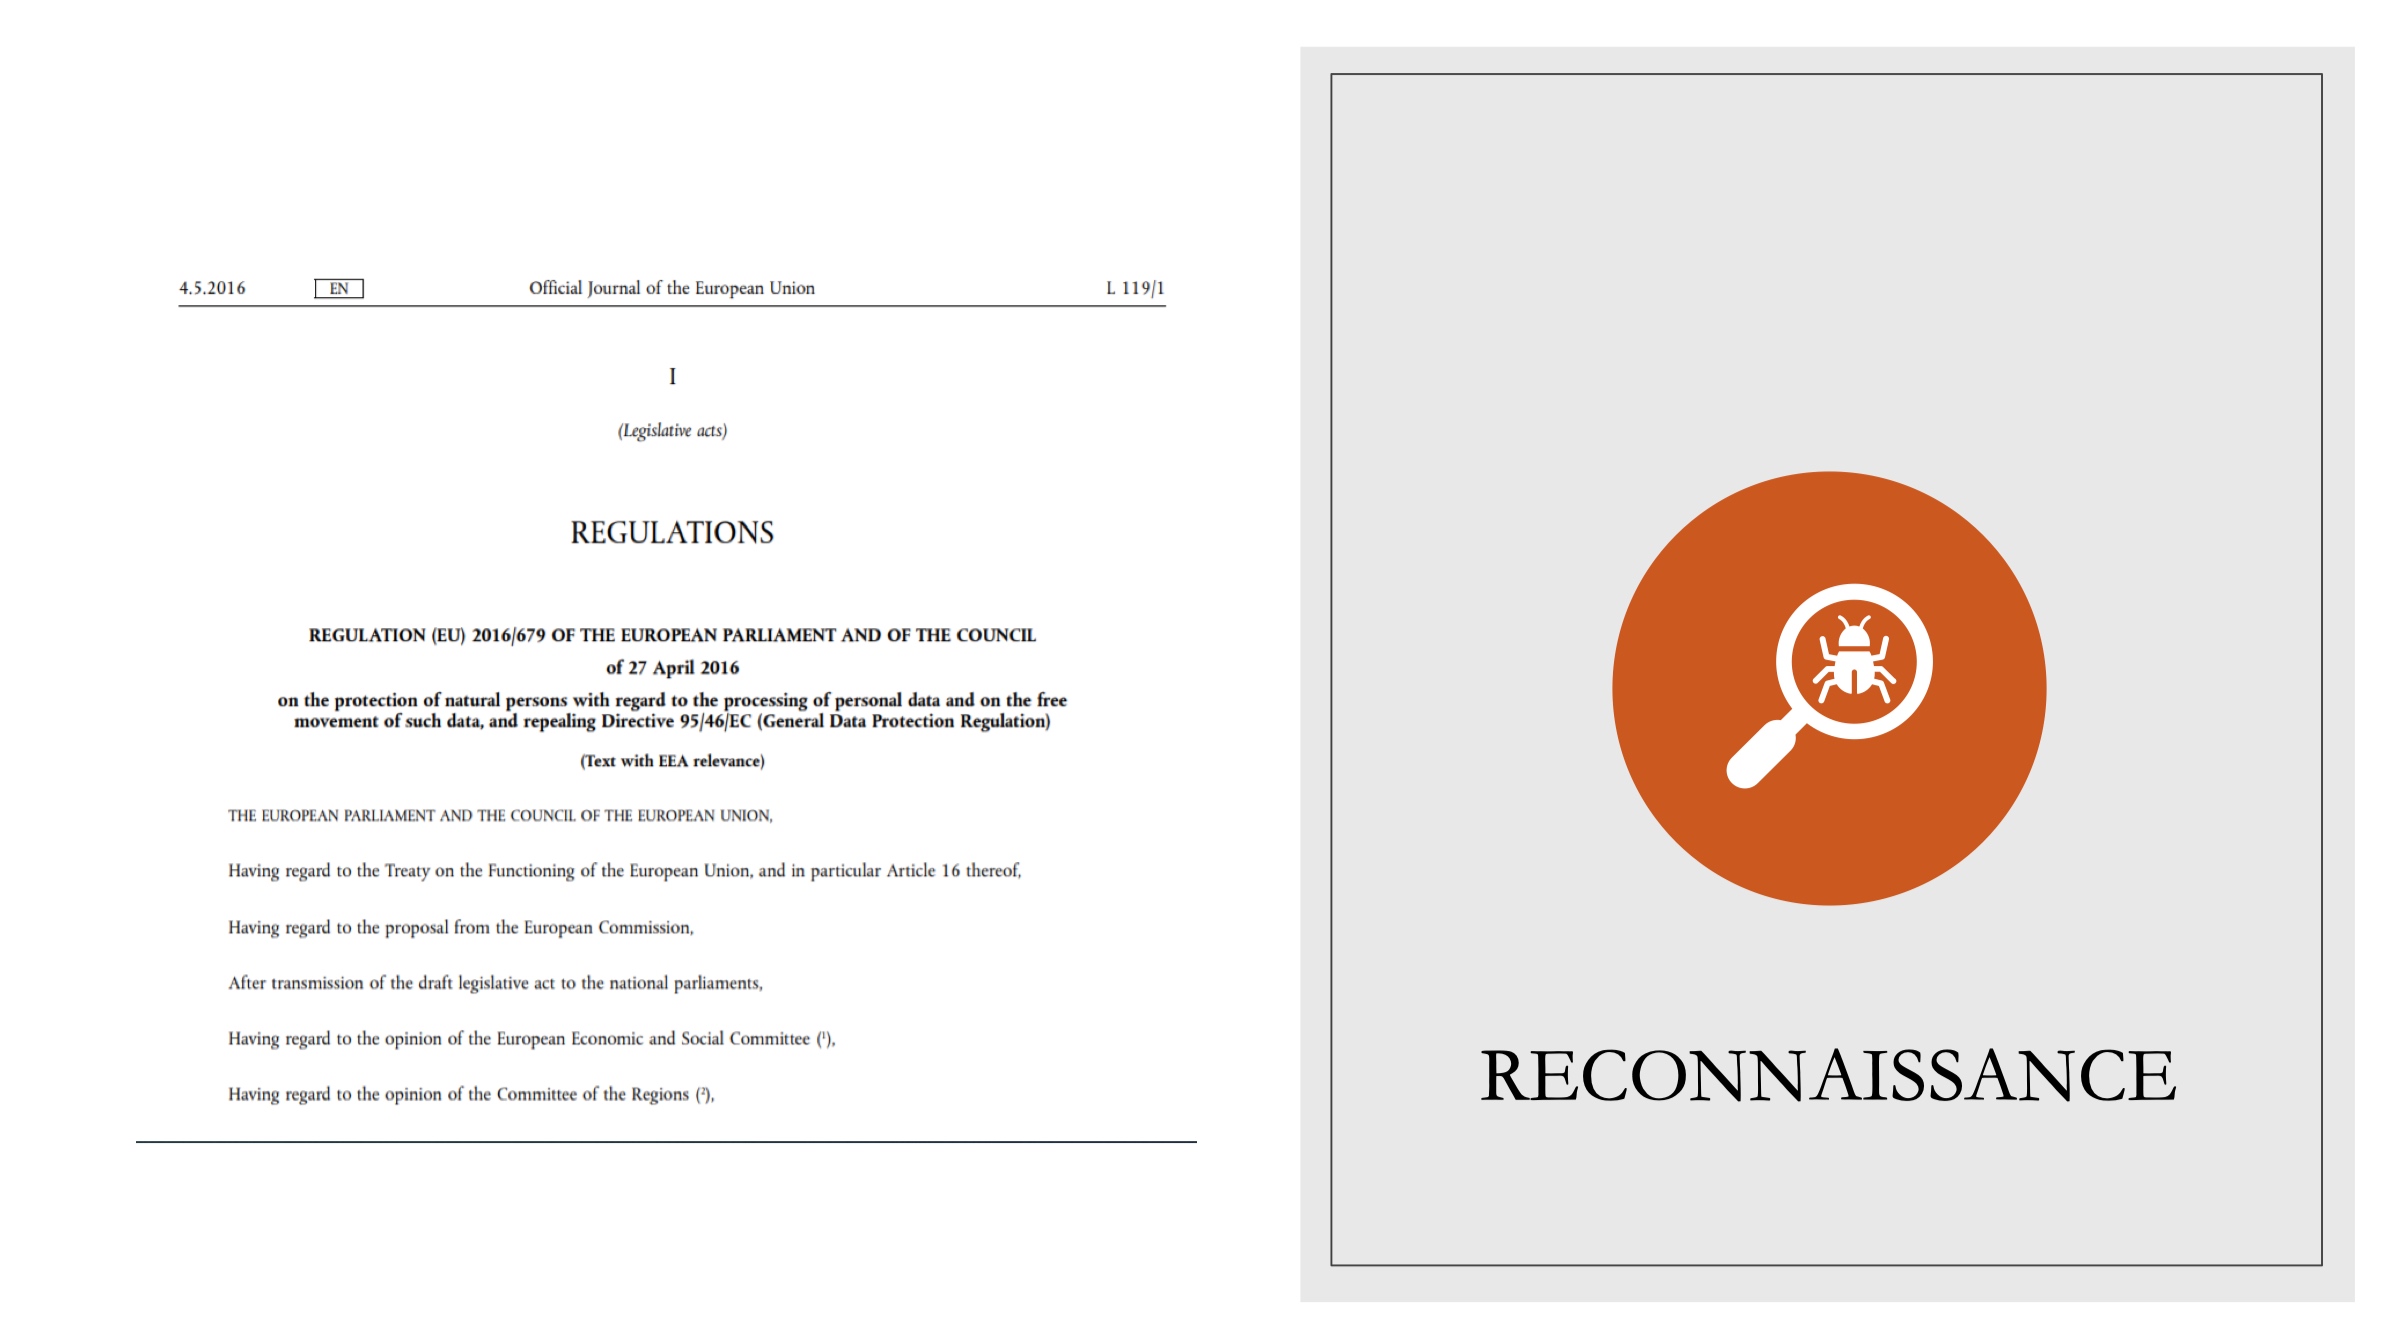 4.5.2016 EN Official Journal of the European Union L 119/1
I
(Legislative acts)
REGULATIONS
REGULATION (EU) 2016/679 OF THE EUROPEAN PARLIAMENT AND OF THE COUNCIL
of 27 April 2016
on the protection of natural persons with regard to the processing of personal data and on the free
movement of such data, and repealing Directive 95/46/EC (General Data Protection Regulation)
(Text with EEA relevance)
THE EUROPEAN PARLIAMENT AND THE COUNCIL OF THE EUROPEAN UNION,
Having regard to the Treaty on the Functioning of the European Union, and in particular Article 16 thereof,
Having regard to the proposal from the European Commission,
After transmission of the draft legislative act to the national parliaments,
Having regard to the opinion of the European Economic and Social Committee (¹),
Having regard to the opinion of the Committee of the Regions (²),
RECONNAISSANCE